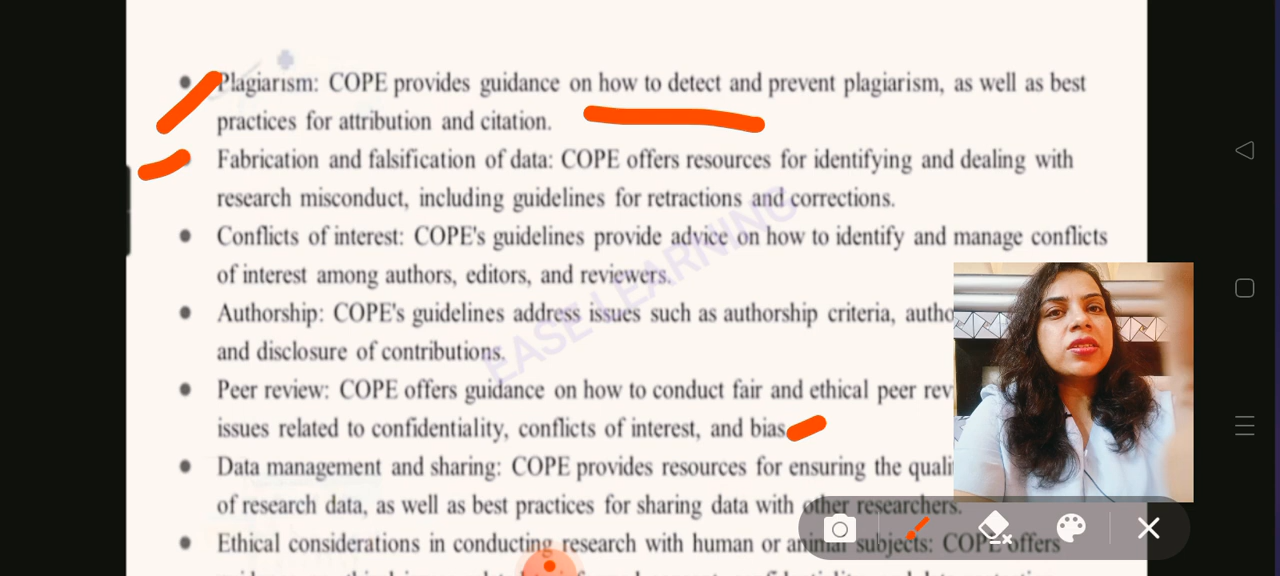 Plagiarism: COPE provides guidance on how to detect and prevent plagiarism, as well as best
practices for attribution and citation.
Fabrication and falsification of data: COPE offers resources for identifying and dealing with
research misconduct, including guidelines for retractions and corrections.
Conflicts of interest: COPE's guidelines provide advice on how to identify and manage conflicts
of interest among authors, editors, and reviewers.
Authorship: COPE's guidelines address issues such as authorship criteria,
and disclosure of contributions.
Peer review: COPE offers guidance on how to conduct fair and ethical peer
issues related to confidentiality, conflicts of interest, and bias
Data management and sharing: COPE provides resources for ensuring the
of research data, as well as best practices for sharing data with other researchers.
Ethical considerations in conducting research with human or animal subjects: COPE offers
EASE LEARNING